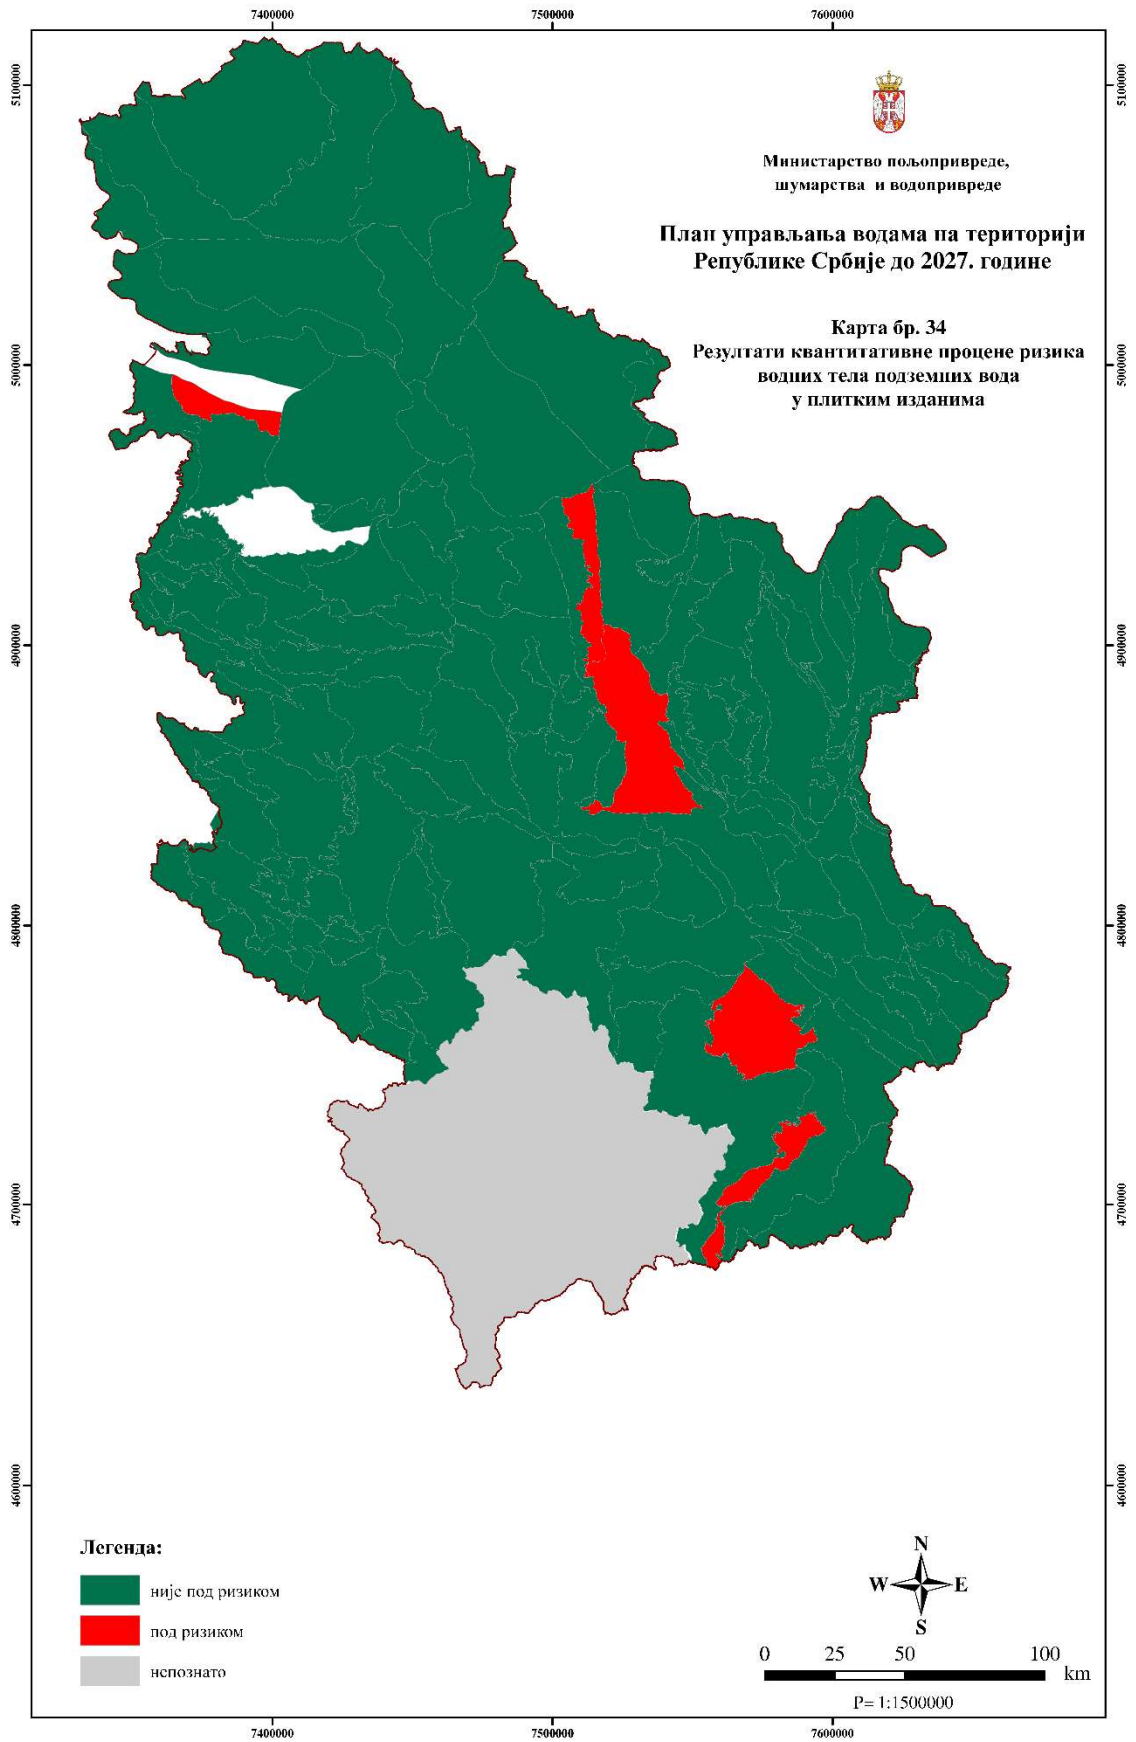 7400000 7500000 7600000
5100000 5100000
Министарство пољопривреде,
шумарства и водопривреде
План управљања водама на територији
Републике Србије до 2027. године
Карта бр. 34
Резултати квантитативне процене ризика
водних тела подземних вода
у плитким изданима
5000000 5000000
4900000 4900000
4800000 4800000
4700000 4700000
4600000 4600000
Легенда:
није под ризиком
под ризиком
непознато
N
W E
S
0 25 50 100
km
Р= 1:1500000
7400000 7500000 7600000